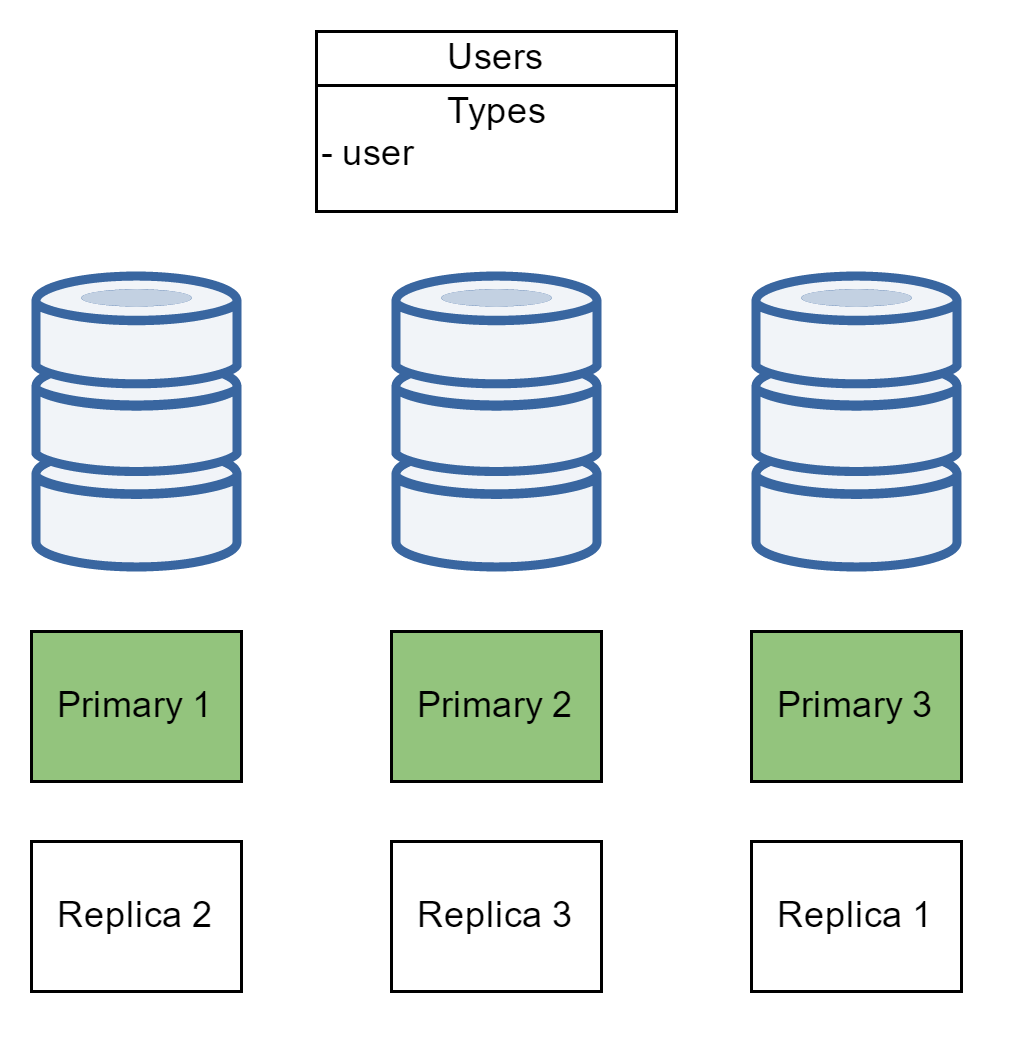 Users
Types
- user
Primary 1
Primary 2
Primary 3
Replica 2
Replica 3
Replica 1